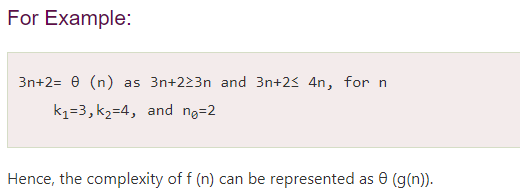 For Example:
3n+2= θ (n) as 3n+2≥3n and 3n+2≤ 4n, for n
k₁=3,k₂=4, and n₀=2
Hence, the complexity of f (n) can be represented as θ (g(n)).